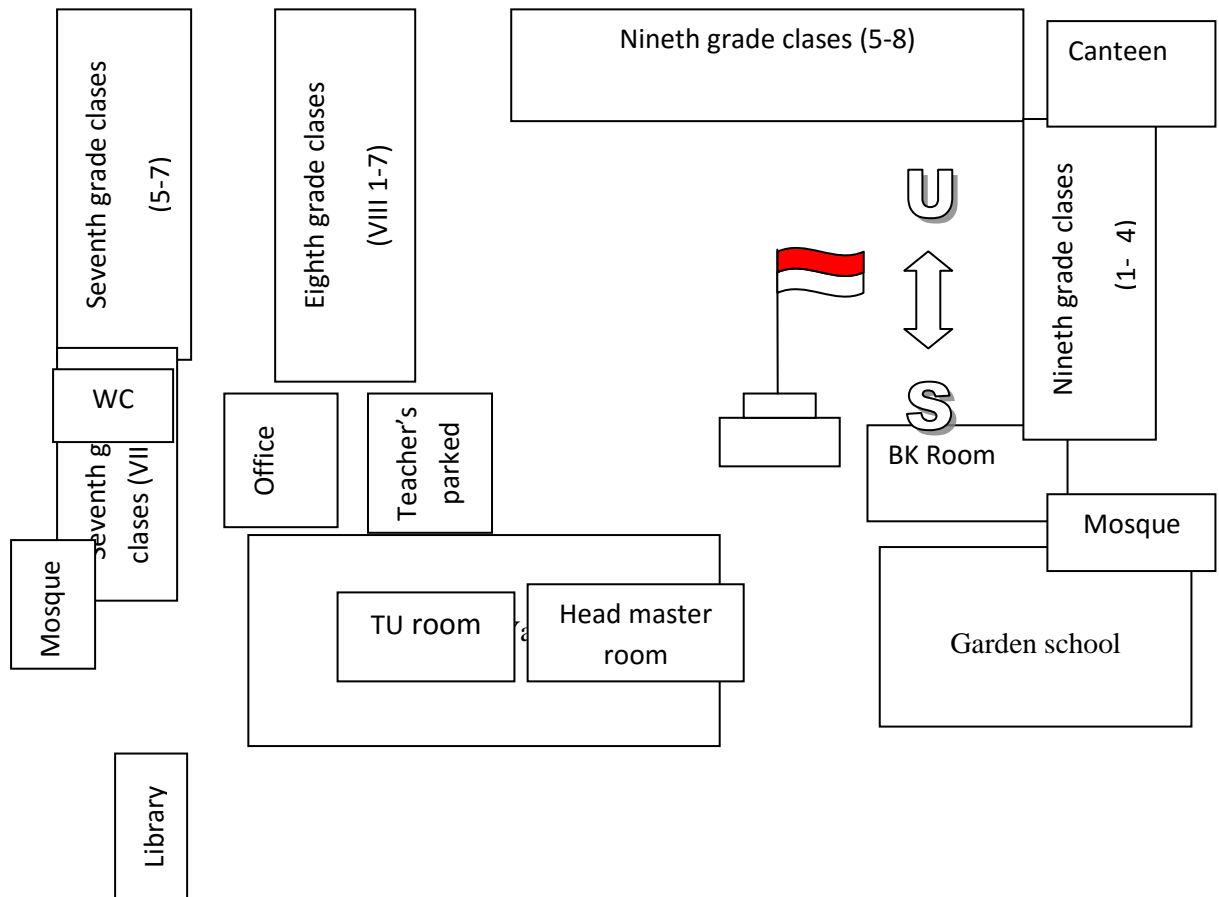 Nineth grade clases (5-8)
Canteen
Seventh grade clases
(5-7)
Eighth grade clases
(VIII 1-7)
U
Nineth grade clases
(1- 4)
WC
S
Seventh
clases (VII
Office
Teacher’s
parked
BK Room
Mosque
Mosque
TU room
Head master
room
Garden school
Library